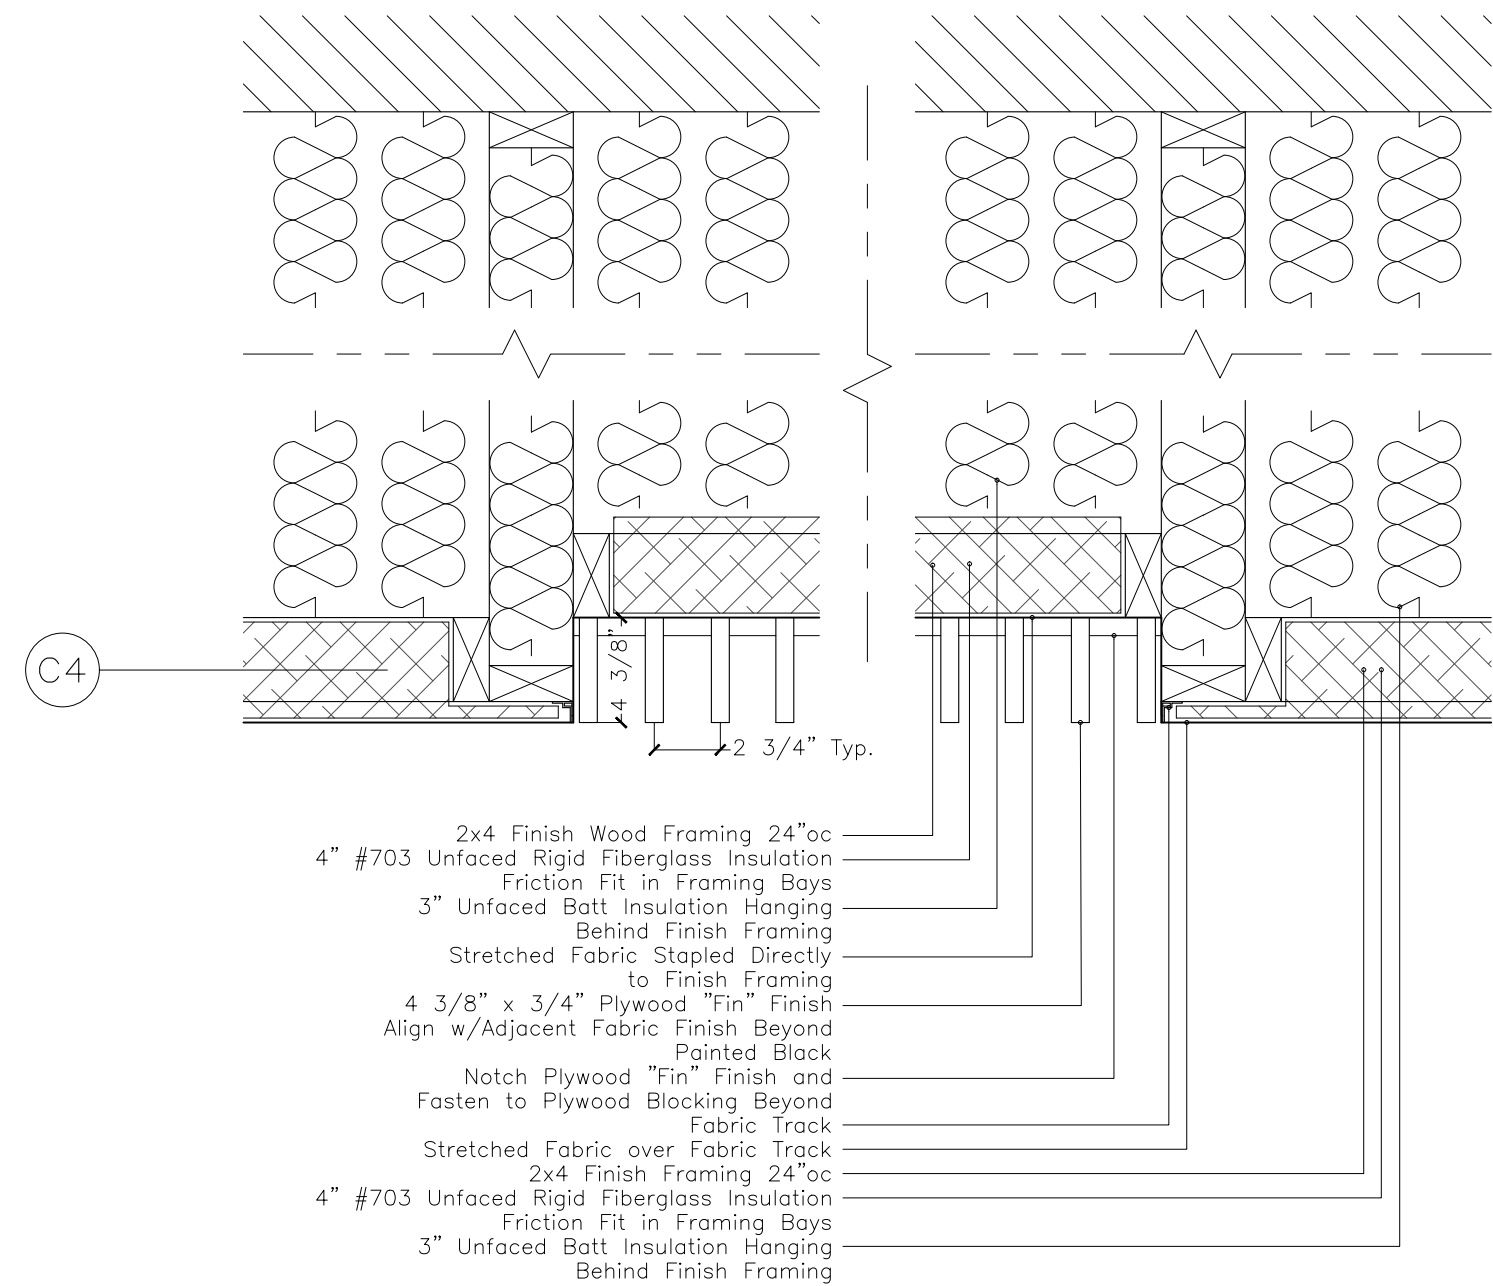 C4
4 3/8”
2 3/4” Typ.
2x4 Finish Wood Framing 24”oc
4” #703 Unfaced Rigid Fiberglass Insulation
Friction Fit in Framing Bays
3” Unfaced Batt Insulation Hanging
Behind Finish Framing
Stretched Fabric Stapled Directly
to Finish Framing
4 3/8” x 3/4” Plywood ”Fin” Finish
Align w/Adjacent Fabric Finish Beyond
Painted Black
Notch Plywood ”Fin” Finish and
Fasten to Plywood Blocking Beyond
Fabric Track
Stretched Fabric over Fabric Track
2x4 Finish Framing 24”oc
4” #703 Unfaced Rigid Fiberglass Insulation
Friction Fit in Framing Bays
3” Unfaced Batt Insulation Hanging
Behind Finish Framing